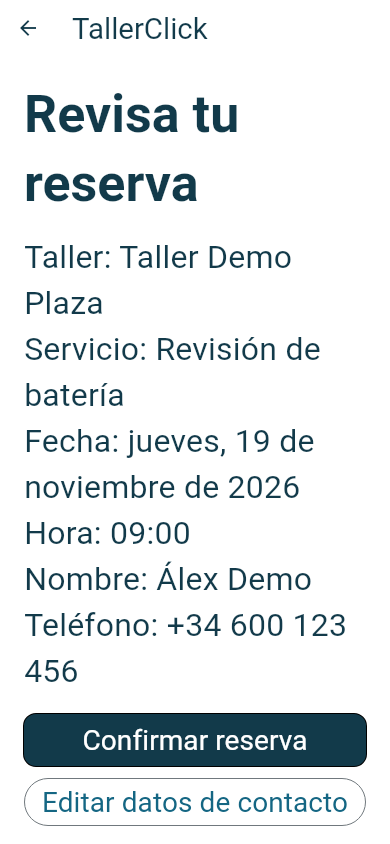 TallerClick
Revisa tu
reserva
Taller: Taller Demo
Plaza
Servicio: Revisión de
batería
Fecha: jueves, 19 de
noviembre de 2026
Hora: 09:00
Nombre: Álex Demo
Teléfono: +34 600 123
456
Confirmar reserva
Editar datos de contacto